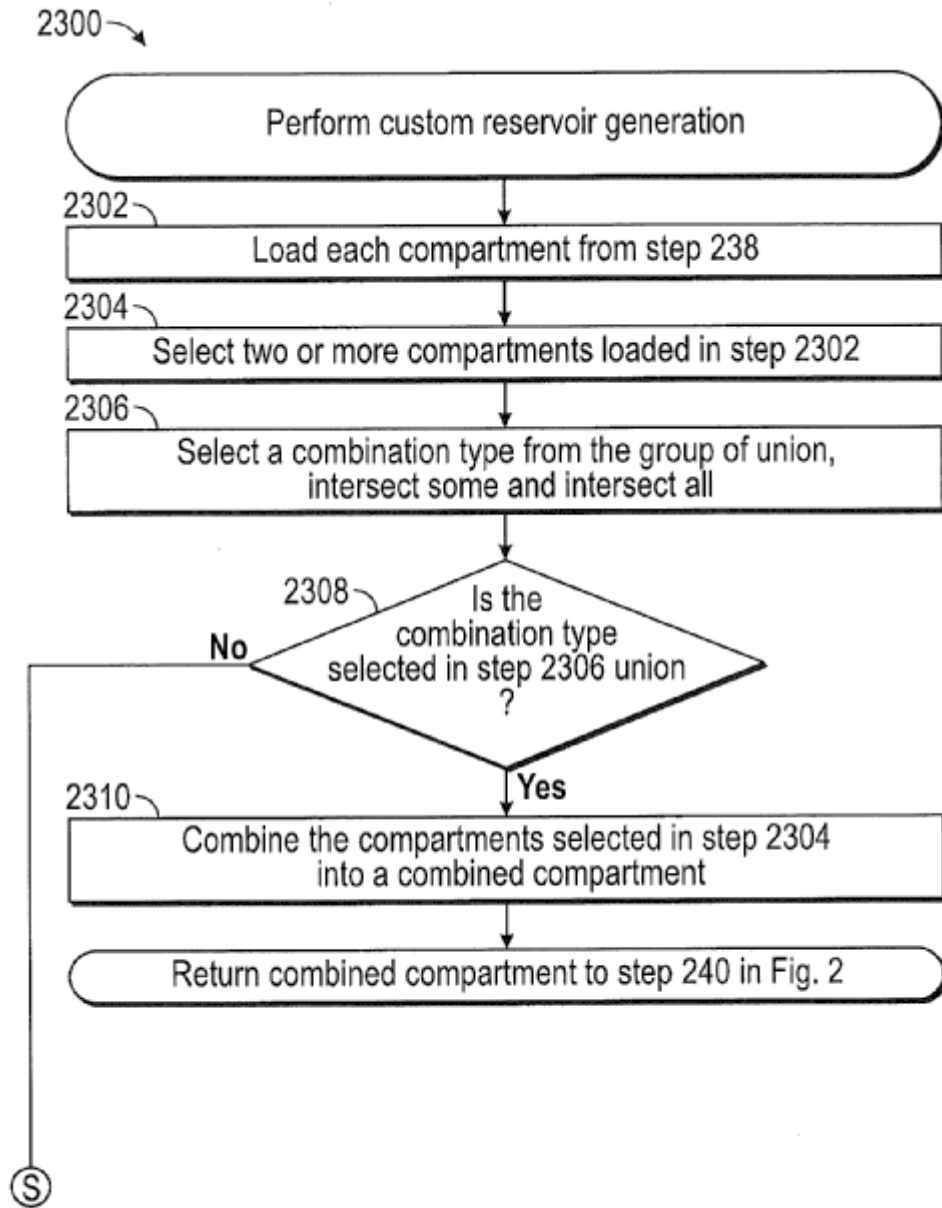 2300
Perform custom reservoir generation
2302
Load each compartment from step 238
2304
Select two or more compartments loaded in step 2302
2306
Select a combination type from the group of union,
intersect some and intersect all
2308
Is the
combination type
selected in step 2306 union
?
No
Yes
2310
Combine the compartments selected in step 2304
into a combined compartment
Return combined compartment to step 240 in Fig. 2
S